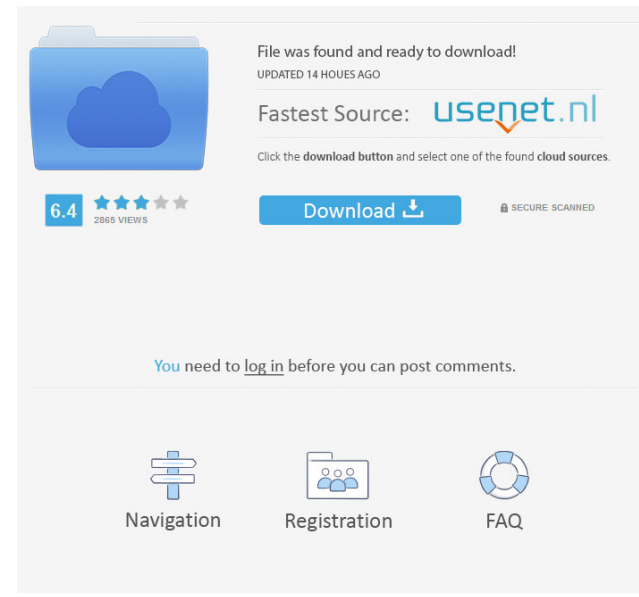 File was found and ready to download!
UPDATED 14 HOUES AGO
Fastest Source: usenet.nl
Click the download button and select one of the found cloud sources.
6.4
2865 VIEWS
Download
SECURE SCANNED
You need to log in before you can post comments.
Navigation
Registration
FAQ